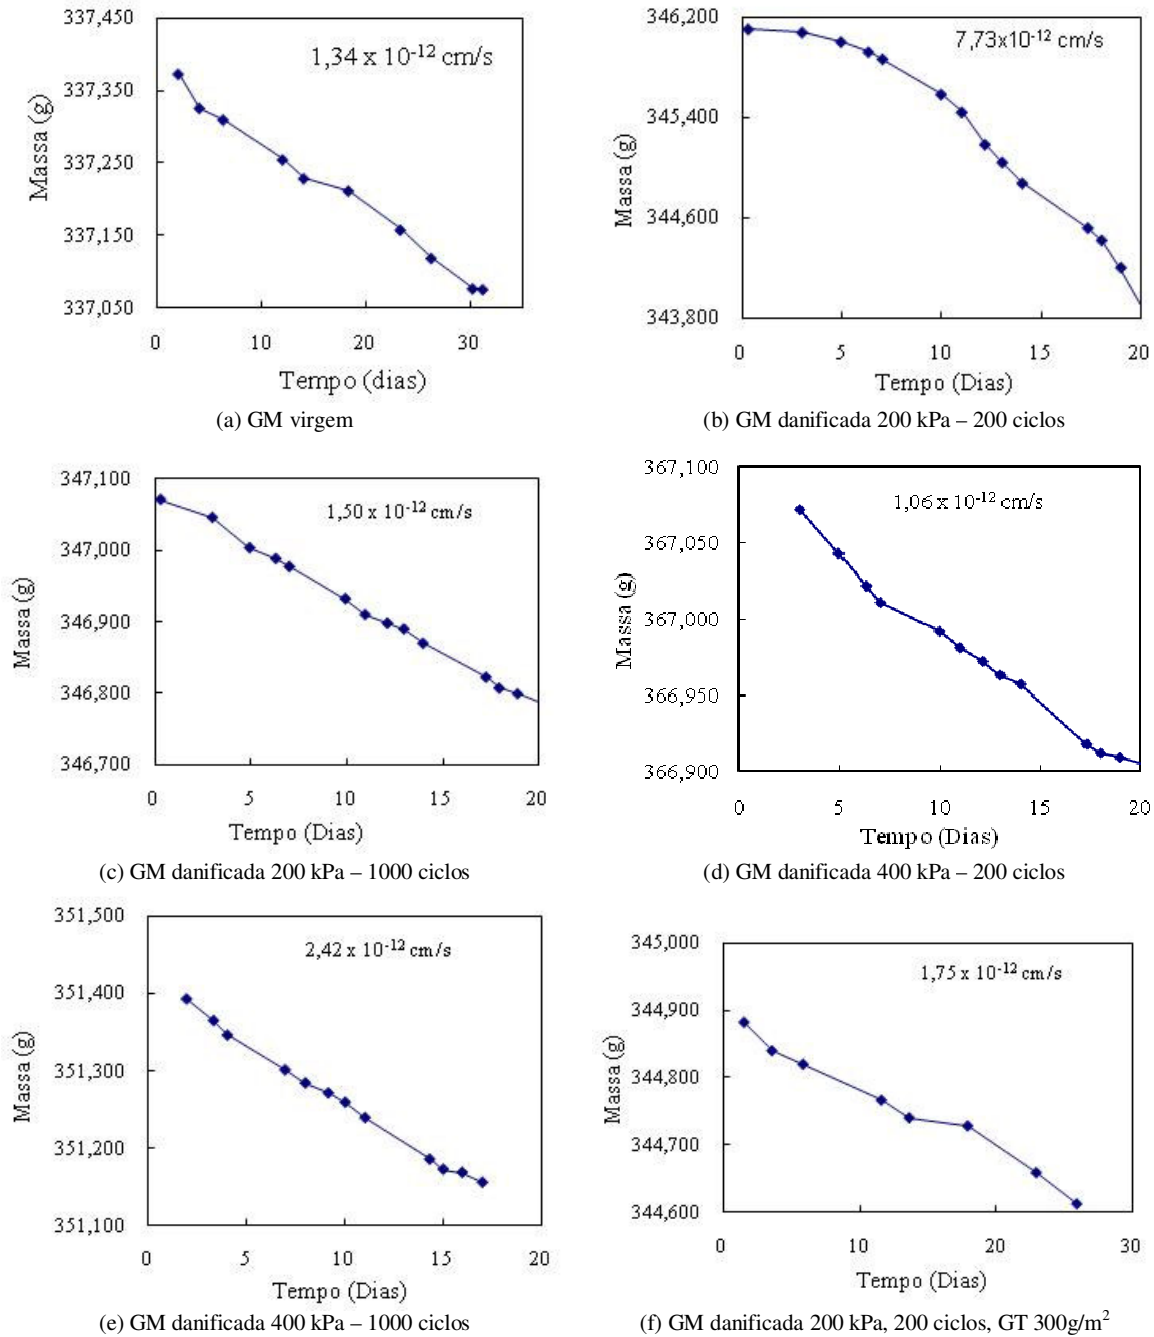 337,450
337,350
337,250
337,150
337,050
Massa (g)
1,34 x 10^-12 cm/s
0 10 20 30
Tempo (dias)
(a) GM virgem
346,200
345,400
344,600
343,800
Massa (g)
7,73x10^-12 cm/s
0 5 10 15 20
Tempo (Dias)
(b) GM danificada 200 kPa – 200 ciclos
347,100
347,000
346,900
346,800
346,700
Massa (g)
1,50 x 10^-12 cm/s
0 5 10 15 20
Tempo (Dias)
(c) GM danificada 200 kPa – 1000 ciclos
367,100
367,050
367,000
366,950
366,900
Massa (g)
1,06 x 10^-12 cm/s
0 5 10 15 20
Tempo (Dias)
(d) GM danificada 400 kPa – 200 ciclos
351,500
351,400
351,300
351,200
351,100
Massa (g)
2,42 x 10^-12 cm/s
0 5 10 15 20
Tempo (Dias)
(e) GM danificada 400 kPa – 1000 ciclos
345,000
344,900
344,800
344,700
344,600
Massa (g)
1,75 x 10^-12 cm/s
0 10 20 30
Tempo (Dias)
(f) GM danificada 200 kPa, 200 ciclos, GT 300g/m²